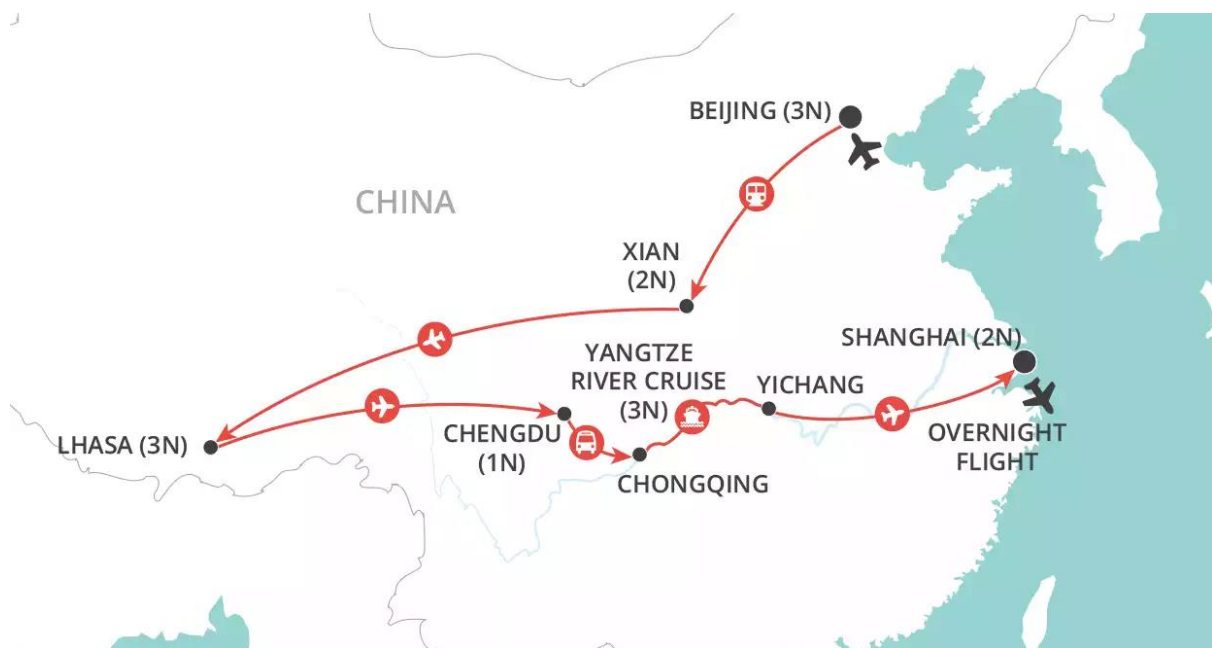 BEIJING (3N)
CHINA
XIAN
(2N)
SHANGHAI (2N)
YANGTZE
RIVER CRUISE
(3N)
YICHANG
LHASA (3N)
CHENGDU
(1N)
CHONGQING
OVERNIGHT
FLIGHT